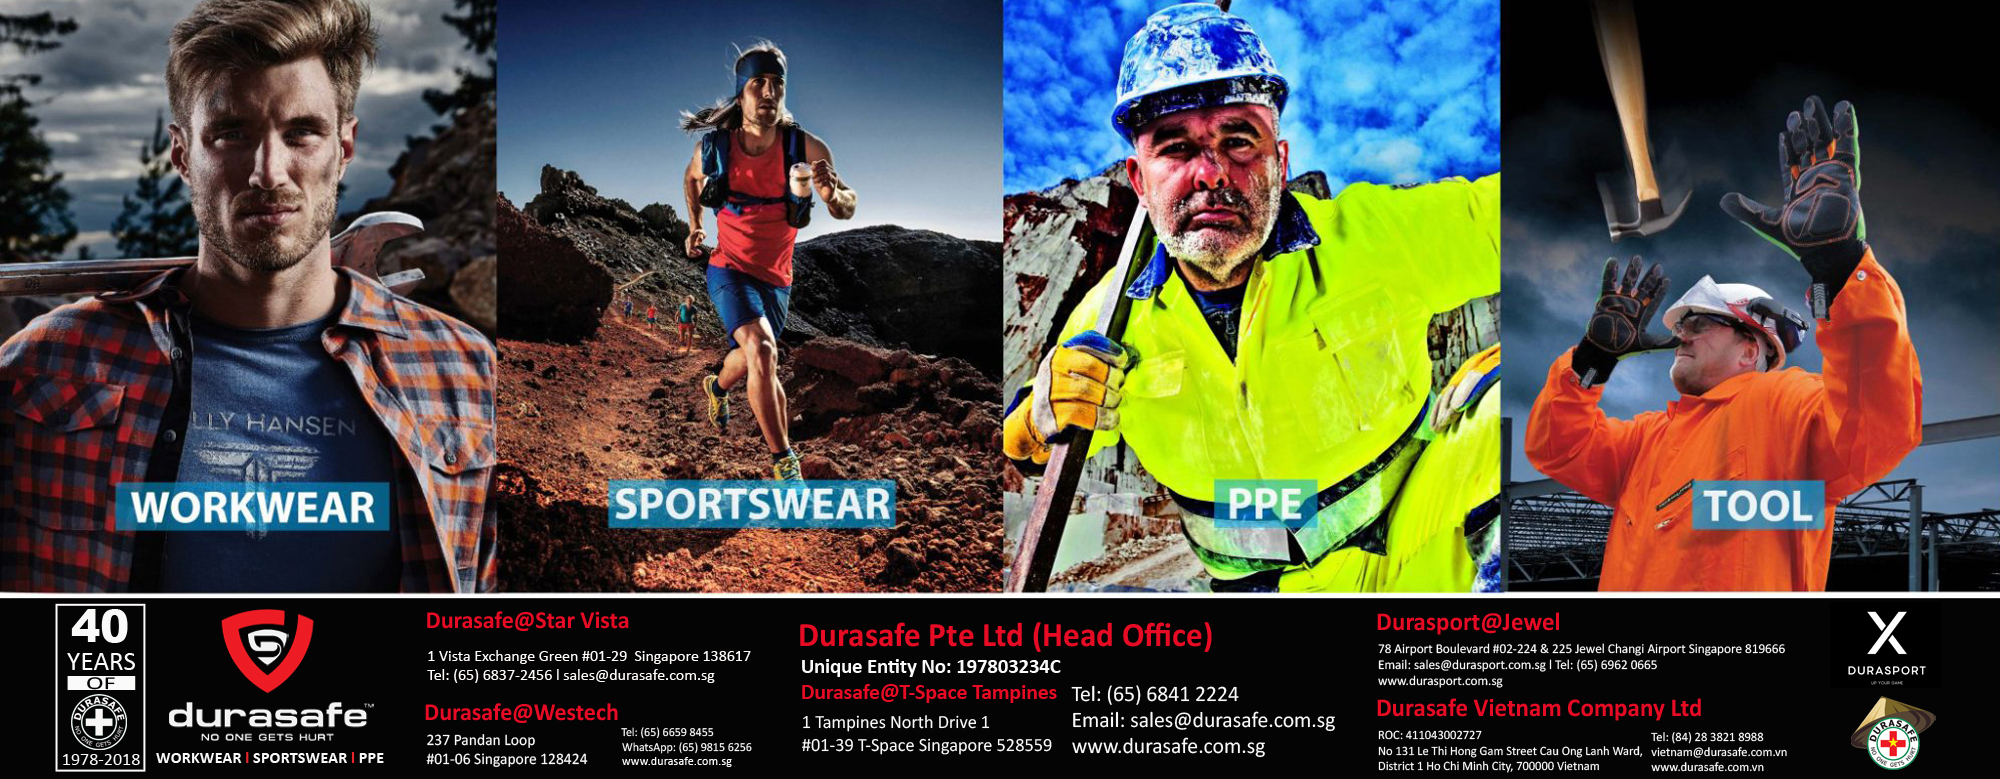 LLY HANSEN
WORKWEAR
SPORTSWEAR
PPE
TOOL
40
YEARS
OF
DURASAFE
NO ONE GETS HURT
1978-2018
durasafe™
NO ONE GETS HURT
WORKWEAR I SPORTSWEAR I PPE
Durasafe@Star Vista
1 Vista Exchange Green #01-29 Singapore 138617
Tel: (65) 6837-2456 l sales@durasafe.com.sg
Durasafe@Westech
237 Pandan Loop
#01-06 Singapore 128424
Tel: (65) 6659 8455
WhatsApp: (65) 9815 6256
www.durasafe.com.sg
Durasafe Pte Ltd (Head Office)
Unique Entity No: 197803234C
Durasafe@T-Space Tampines
1 Tampines North Drive 1
#01-39 T-Space Singapore 528559
Tel: (65) 6841 2224
Email: sales@durasafe.com.sg
www.durasafe.com.sg
Durasport@Jewel
78 Airport Boulevard #02-224 & 225 Jewel Changi Airport Singapore 819666
Email: sales@durasport.com.sg l Tel: (65) 6962 0665
www.durasport.com.sg
Durasafe Vietnam Company Ltd
ROC: 411043002727
No 131 Le Thi Hong Gam Street Cau Ong Lanh Ward,
District 1 Ho Chi Minh City, 700000 Vietnam
Tel: (84) 28 3821 8988
vietnam@durasafe.com.vn
www.durasafe.com.vn
DURASPORT
UP YOUR GAME
DURASAFE
NO ONE GETS HURT